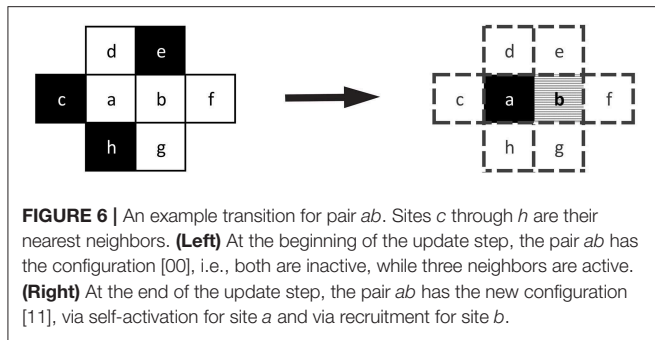 d e
c a b f
h g
d e
c a b f
h g
FIGURE 6 | An example transition for pair ab. Sites c through h are their
nearest neighbors. (Left) At the beginning of the update step, the pair ab has
the configuration [00], i.e., both are inactive, while three neighbors are active.
(Right) At the end of the update step, the pair ab has the new configuration
[11], via self-activation for site a and via recruitment for site b.